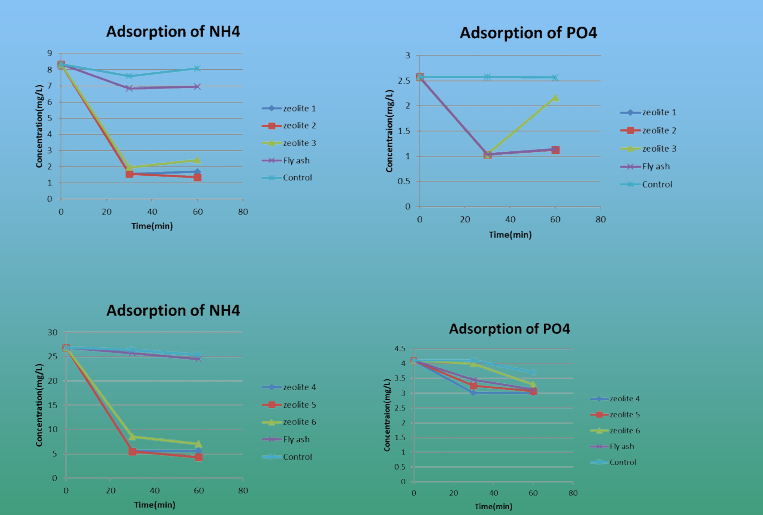 Adsorption of NH4
9
8
7
6
5
4
3
2
1
0
Concentration(mg/L)
0 20 40 60 80
Time(min)
zeolite 1
zeolite 2
zeolite 3
Fly ash
Control
Adsorption of PO4
3
2.5
2
1.5
1
0.5
0
Concentraion(mg/L)
0 20 40 60 80
Time(min)
zeolite 1
zeolite 2
zeolite 3
Fly ash
Control
Adsorption of NH4
30
25
20
15
10
5
0
Concentration(mg/L)
0 20 40 60 80
Time(min)
zeolite 4
zeolite 5
zeolite 6
Fly ash
Control
Adsorption of PO4
4.5
4
3.5
3
2.5
2
1.5
1
0.5
0
Concentraion(mg/L)
0 20 40 60 80
Time(min)
zeolite 4
zeolite 5
zeolite 6
Fly ash
Control